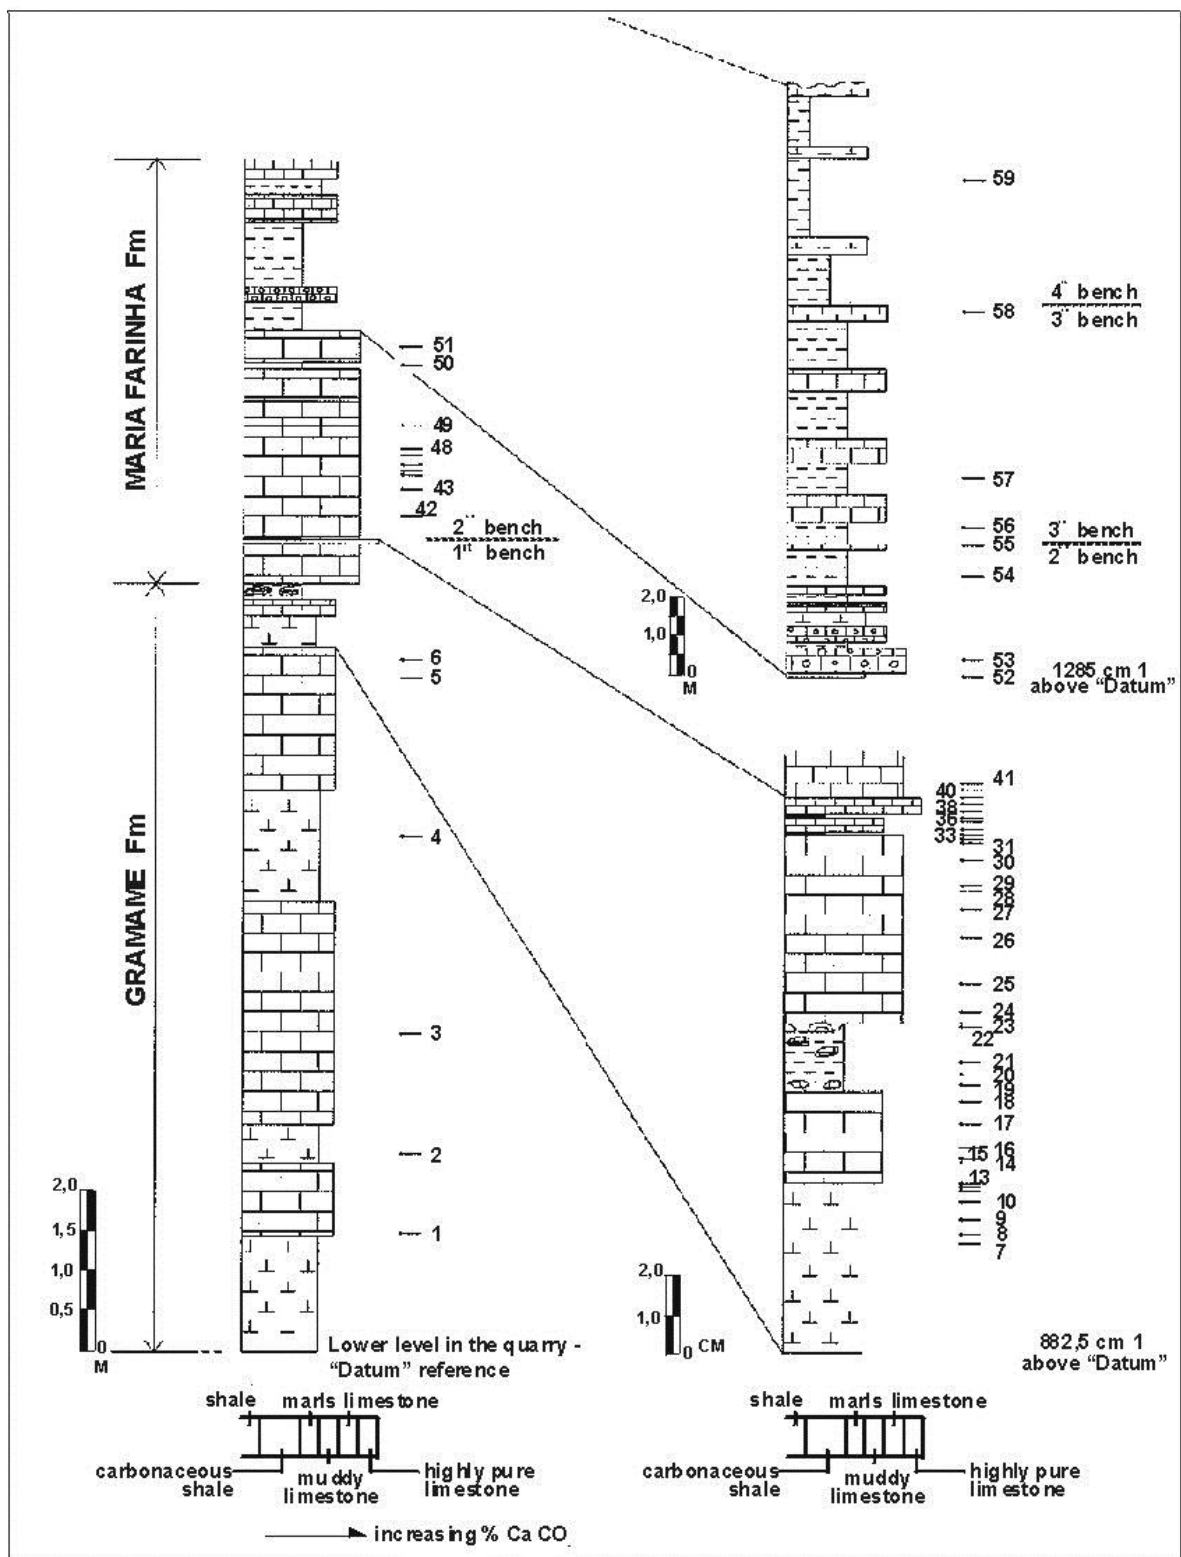 MARIA FARINHA Fm
GRAMAME Fm
51
50
49
48
43
42
2¨ bench
1st bench
6
5
4
3
2
1
2,0
1,5
1,0
0,5
0
M
Lower level in the quarry -
“Datum” reference
59
4¨ bench
58
3¨ bench
57
56
3¨ bench
55
2¨ bench
54
53
52
1285 cm 1
above “Datum”
2,0
1,0
0
M
41
40
38
36
33
31
30
29
28
27
26
25
24
23
22
21
20
19
18
17
16
15
14
13
10
9
8
7
2,0
1,0
0 CM
882,5 cm 1
above “Datum”
shale
marls limestone
carbonaceous
shale
muddy
limestone
highly pure
limestone
increasing % Ca CO
shale
marls limestone
carbonaceous
shale
muddy
limestone
highly pure
limestone